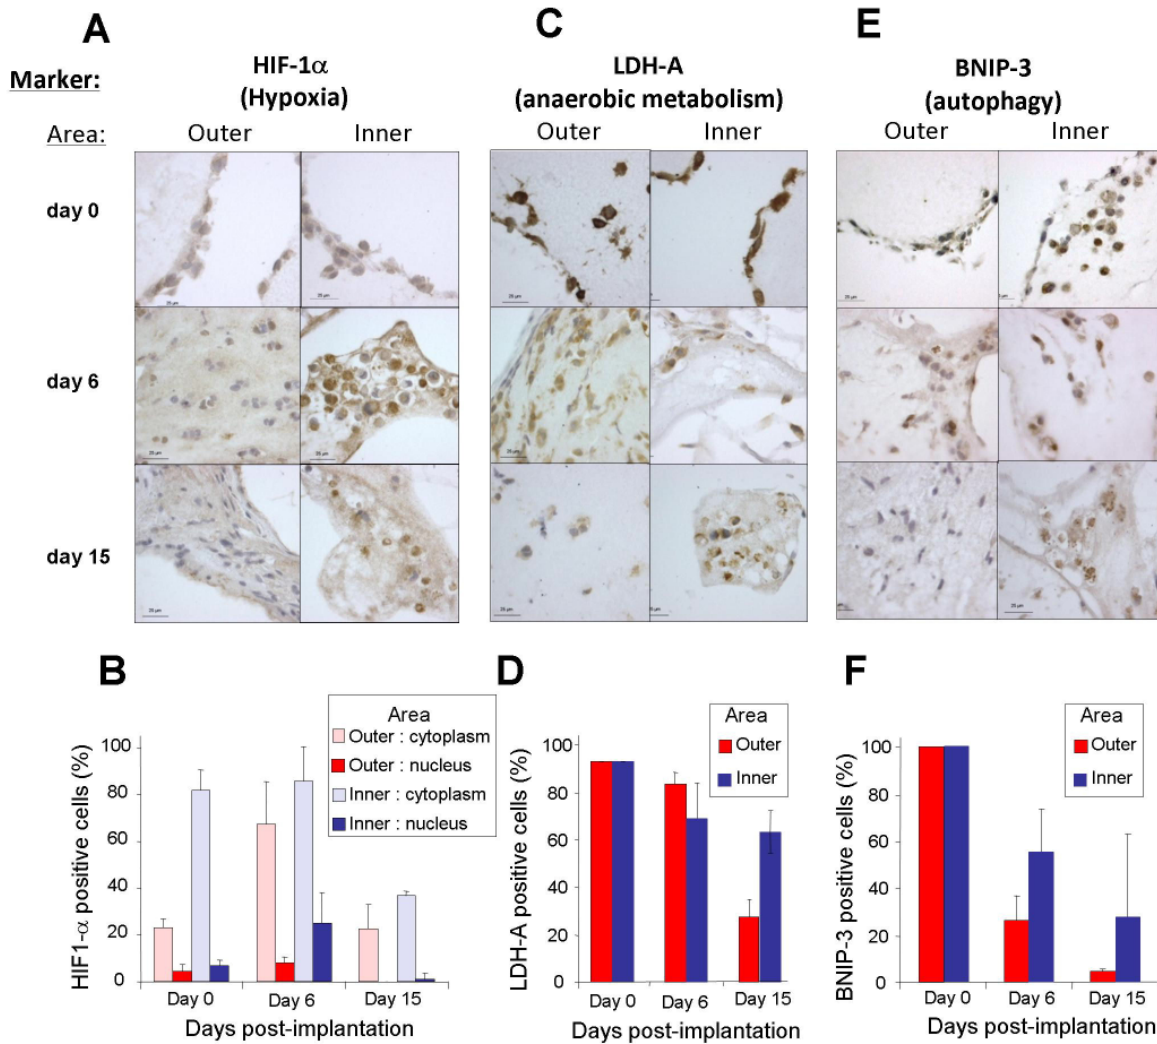 A
C
E
Marker:
HIF-1α
(Hypoxia)
LDH-A
(anaerobic metabolism)
BNIP-3
(autophagy)
Area:
Outer
Inner
Outer
Inner
Outer
Inner
day 0
day 6
day 15
B
D
F
Area
Outer : cytoplasm
Outer : nucleus
Inner : cytoplasm
Inner : nucleus
HIF1-α positive cells (%)
100
80
60
40
20
0
Day 0
Day 6
Day 15
Days post-implantation
Area
Outer
Inner
LDH-A positive cells (%)
100
80
60
40
20
0
Day 0
Day 6
Day 15
Days post-implantation
Area
Outer
Inner
BNIP-3 positive cells (%)
100
80
60
40
20
0
Day 0
Day 6
Day 15
Days post-implantation